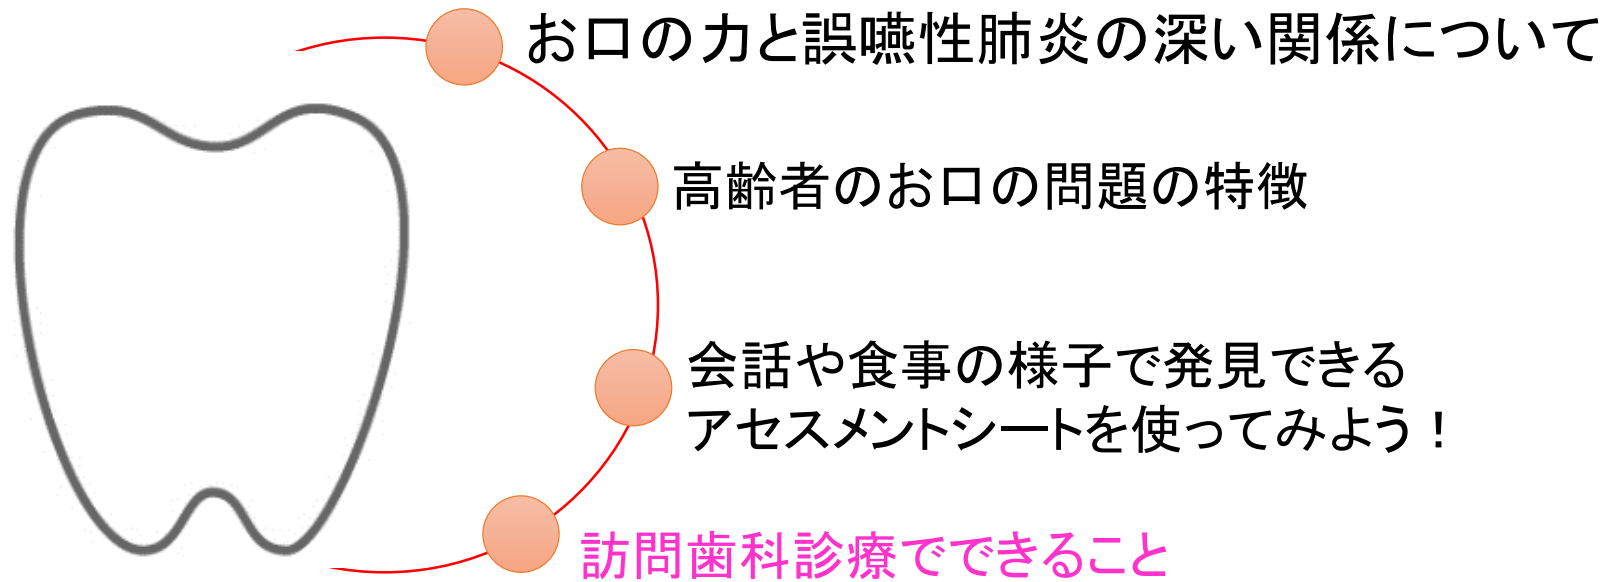 お口の力と誤嚥性肺炎の深い関係について
高齢者のお口の問題の特徴
会話や食事の様子で発見できる
アセスメントシートを使ってみよう！
訪問歯科診療でできること